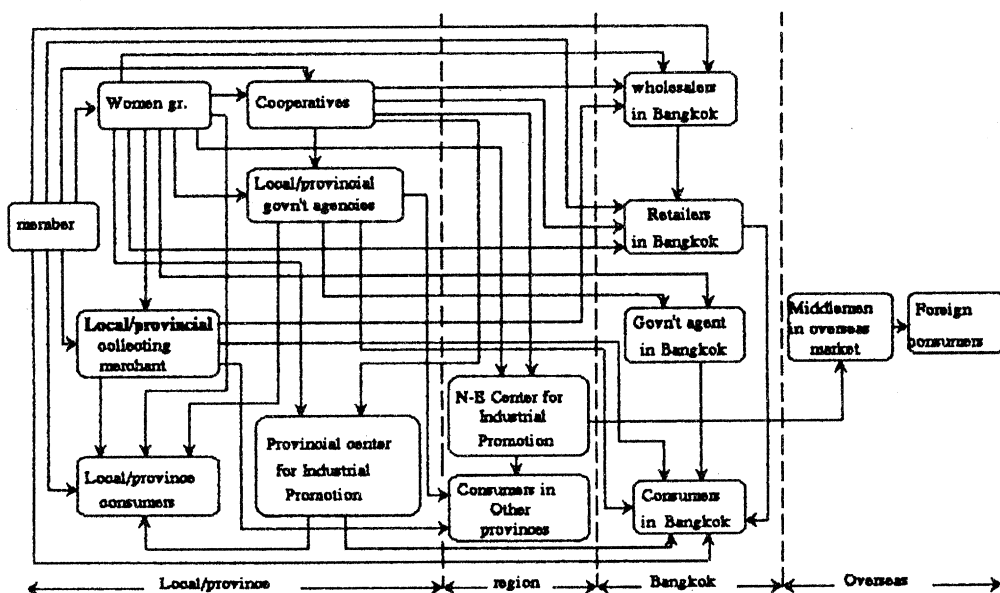 Women gr.
Cooperatives
wholesalers
in Bangkok
Local/provincial
govn't agencies
member
Retailers
in Bangkok
Local/provincial
collecting
merchant
Govn't agent
in Bangkok
Middlemen
in overseas
market
Foreign
consumers
N-E Center for
Industrial
Promotion
Provincial center
for Industrial
Promotion
Local/province
consumers
Consumers in
Other
provinces
Consumers
in Bangkok
Local/province
region
Bangkok
Overseas